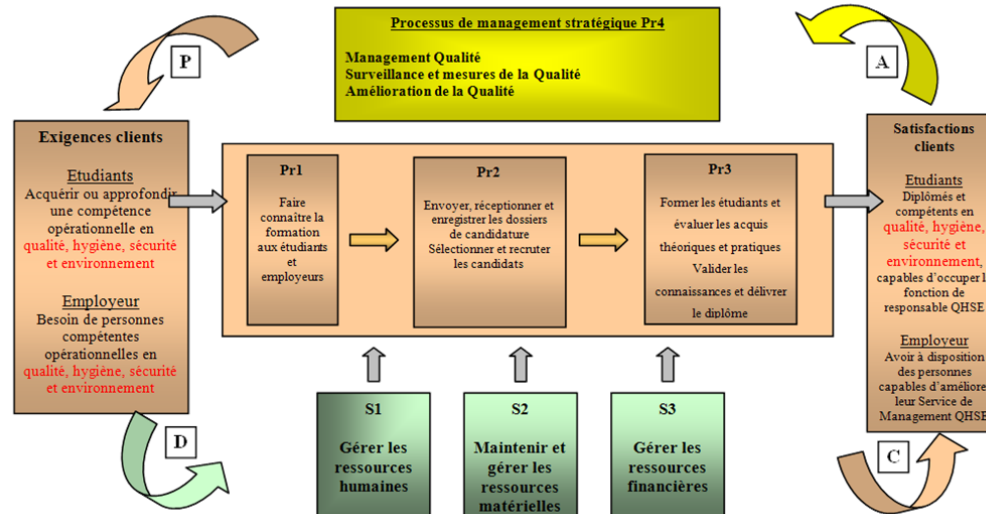 Processus de management stratégique Pr4
Management Qualité
Surveillance et mesures de la Qualité
Amélioration de la Qualité
P
A
Exigences clients
Etudiants
Acquérir ou approfondir
une compétence
opérationnelle en
qualité, hygiène, sécurité
et environnement
Employeur
Besoin de personnes
compétentes
opérationnelles en
qualité, hygiène, sécurité
et environnement
Pr1
Faire
connaître la
formation
aux étudiants
et
employeurs
Pr2
Envoyer, réceptionner et
enregistrer les dossiers
de candidature
Sélectionner et recruter
les candidats
Pr3
Former les étudiants et
évaluer les acquis
théoriques et pratiques
Valider les
connaissances et délivrer
le diplôme
Satisfactions
clients
Etudiants
Diplômés et
compétents en
qualité, hygiène,
sécurité et
environnement,
capables d'occuper l
fonction de
responsable QHSE
Employeur
Avoir à disposition
des personnes
capables d'améliore
leur Service de
Management QHSE
D
C
S1
Gérer les
ressources
humaines
S2
Maintenir et
gérer les
ressources
matérielles
S3
Gérer les
ressources
financières